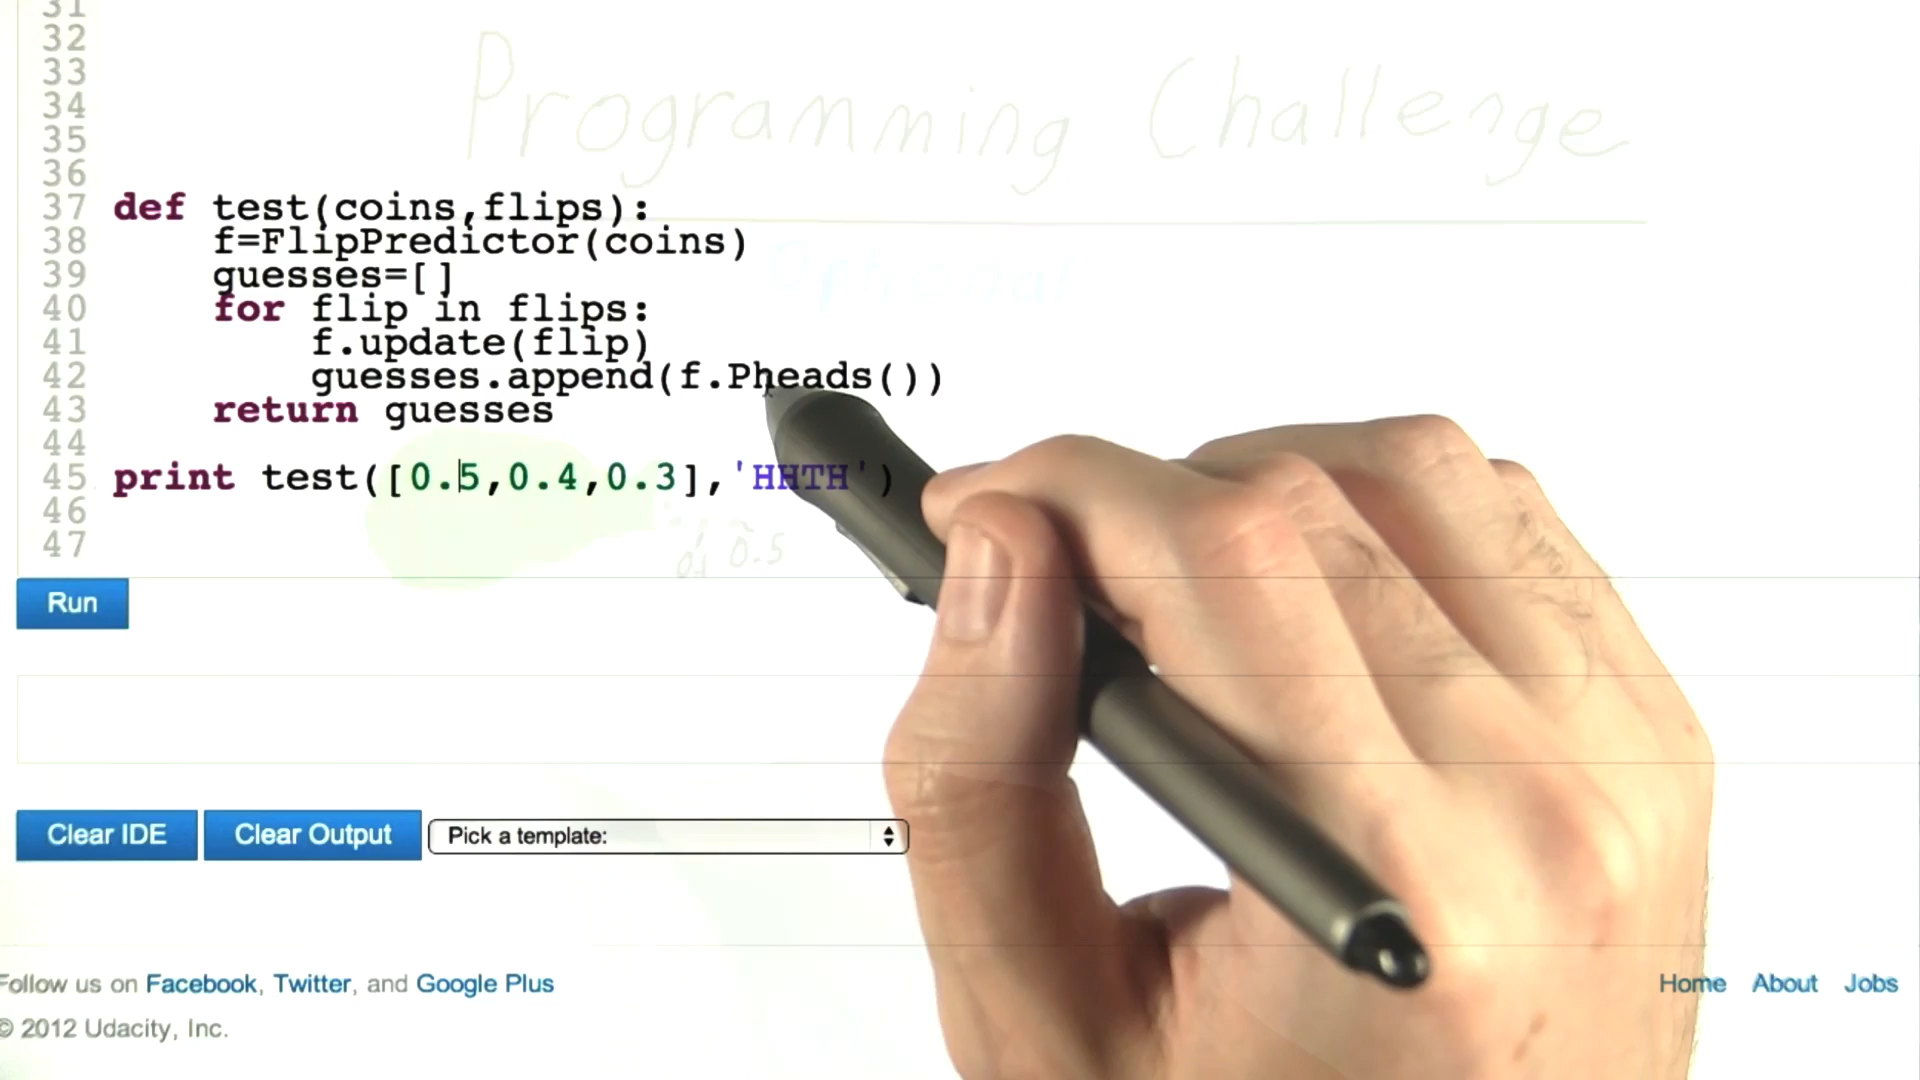 31
32
33
34
35
36
Programming Challenge
37 def test(coins,flips):
38 f=FlipPredictor(coins)
39 guesses=[]
Optional
40 for flip in flips:
41 f.update(flip)
42 guesses.append(f.Pheads())
43 return guesses
44
45 print test([0.5,0.4,0.3],'HHTH')
46
47
0.5
Run
Clear IDE Clear Output Pick a template:
Follow us on Facebook, Twitter, and Google Plus Home About Jobs
© 2012 Udacity, Inc.